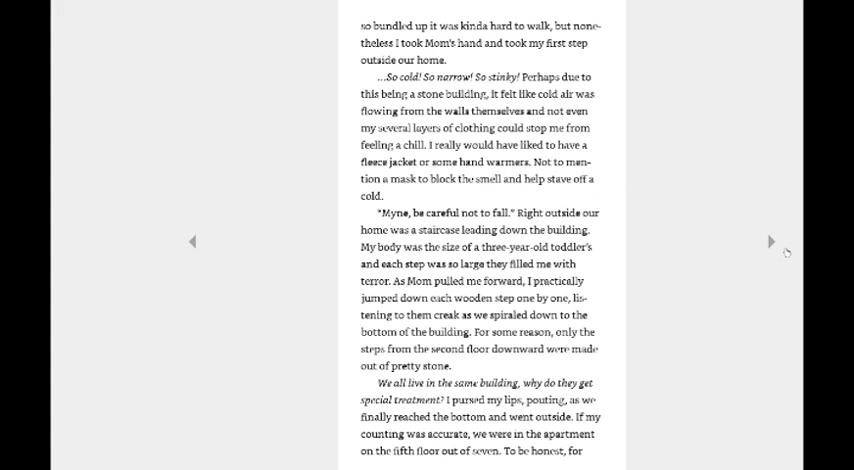 so bundled up it was kinda hard to walk, but none-
theless I took Mom's hand and took my first step
outside our home.
...So cold! So narrow! So stinky! Perhaps due to
this being a stone building, it felt like cold air was
flowing from the walls themselves and not even
my several layers of clothing could stop me from
feeling a chill. I really would have liked to have a
fleece jacket or some hand warmers. Not to men-
tion a mask to block the smell and help stave off a
cold.
"Myne, be careful not to fall." Right outside our
home was a staircase leading down the building.
My body was the size of a three-year-old toddler's
and each step was so large they filled me with
terror. As Mom pulled me forward, I practically
jumped down each wooden step one by one, lis-
tening to them creak as we spiraled down to the
bottom of the building. For some reason, only the
steps from the second floor downward were made
out of pretty stone.
We all live in the same building, why do they get
special treatment? I pursed my lips, pouting, as we
finally reached the bottom and went outside. If my
counting was accurate, we were in the apartment
on the fifth floor out of seven. To be honest, for